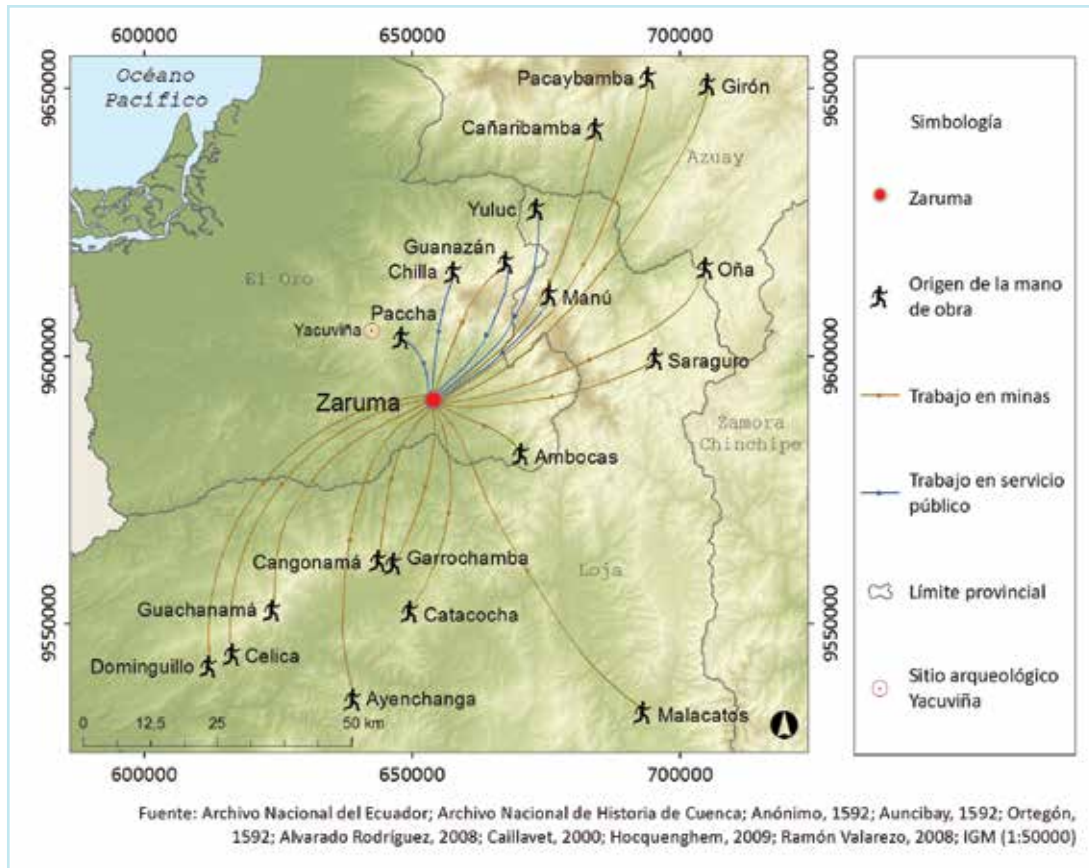 600000 650000 700000
9650000 9650000
Océano
Pacífico
Pacaybamba
Girón
Cañaribamba
Azuay
Yuluc
Guanazán
Chilla
Oña
El Oro
Manú
Paccha
Yacuviña
9600000 9600000
Saraguro
Zaruma
Zamora
Chinchipe
Ambocas
Cangonamá
Garrochamba
Loja
Guachanamá
Catacocha
9550000 9550000
Celica
Dominguillo
Ayenchanga
Malacatos
0 12,5 25 50 km
600000 650000 700000
Simbología
Zaruma
Origen de la mano
de obra
Trabajo en minas
Trabajo en servicio
público
Límite provincial
Sitio arqueológico
Yacuviña
Fuente: Archivo Nacional del Ecuador; Archivo Nacional de Historia de Cuenca; Anónimo, 1592; Auncibay, 1592; Ortegón,
1592; Alvarado Rodríguez, 2008; Caillavet, 2000; Hocquenghem, 2009; Ramón Valarezo, 2008; IGM (1:50000)